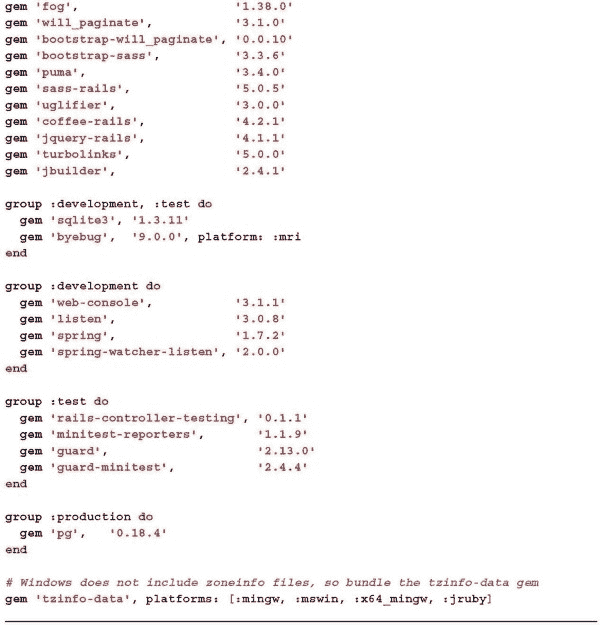 gem 'fog', '1.38.0'
gem 'will_paginate', '3.1.0'
gem 'bootstrap-will_paginate', '0.0.10'
gem 'bootstrap-sass', '3.3.6'
gem 'puma', '3.4.0'
gem 'sass-rails', '5.0.5'
gem 'uglifier', '3.0.0'
gem 'coffee-rails', '4.2.1'
gem 'jquery-rails', '4.1.1'
gem 'turbolinks', '5.0.0'
gem 'jbuilder', '2.4.1'

group :development, :test do
  gem 'sqlite3', '1.3.11'
  gem 'byebug', '9.0.0', platform: :mri
end

group :development do
  gem 'web-console', '3.1.1'
  gem 'listen', '3.0.8'
  gem 'spring', '1.7.2'
  gem 'spring-watcher-listen', '2.0.0'
end

group :test do
  gem 'rails-controller-testing', '0.1.1'
  gem 'minitest-reporters', '1.1.9'
  gem 'guard', '2.13.0'
  gem 'guard-minitest', '2.4.4'
end

group :production do
  gem 'pg', '0.18.4'
end

# Windows does not include zoneinfo files, so bundle the tzinfo-data gem
gem 'tzinfo-data', platforms: [:mingw, :mswin, :x64_mingw, :jruby]